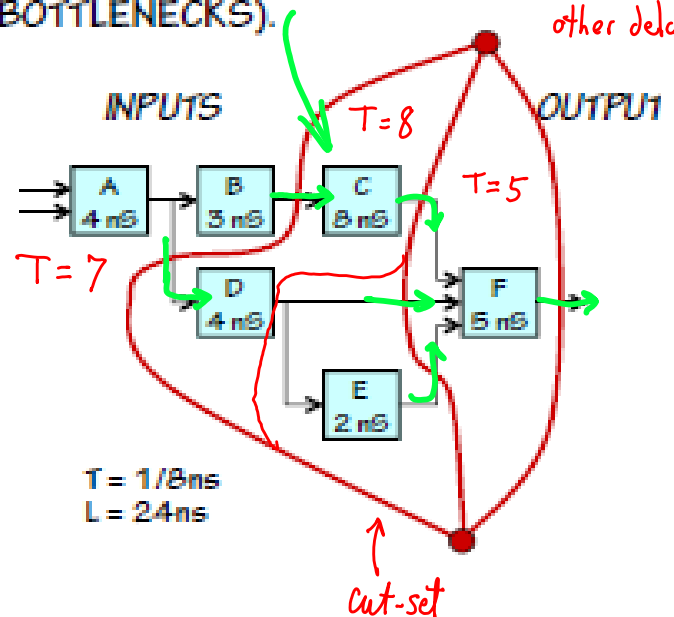 BOTTLENECKS).
other
INPUTS
OUTPUT
T=8
T=5
A
4 nS
B
3 nS
C
8 nS
T=7
D
4 nS
F
5 nS
E
2 nS
T = 1/8ns
L = 24ns
cut-set